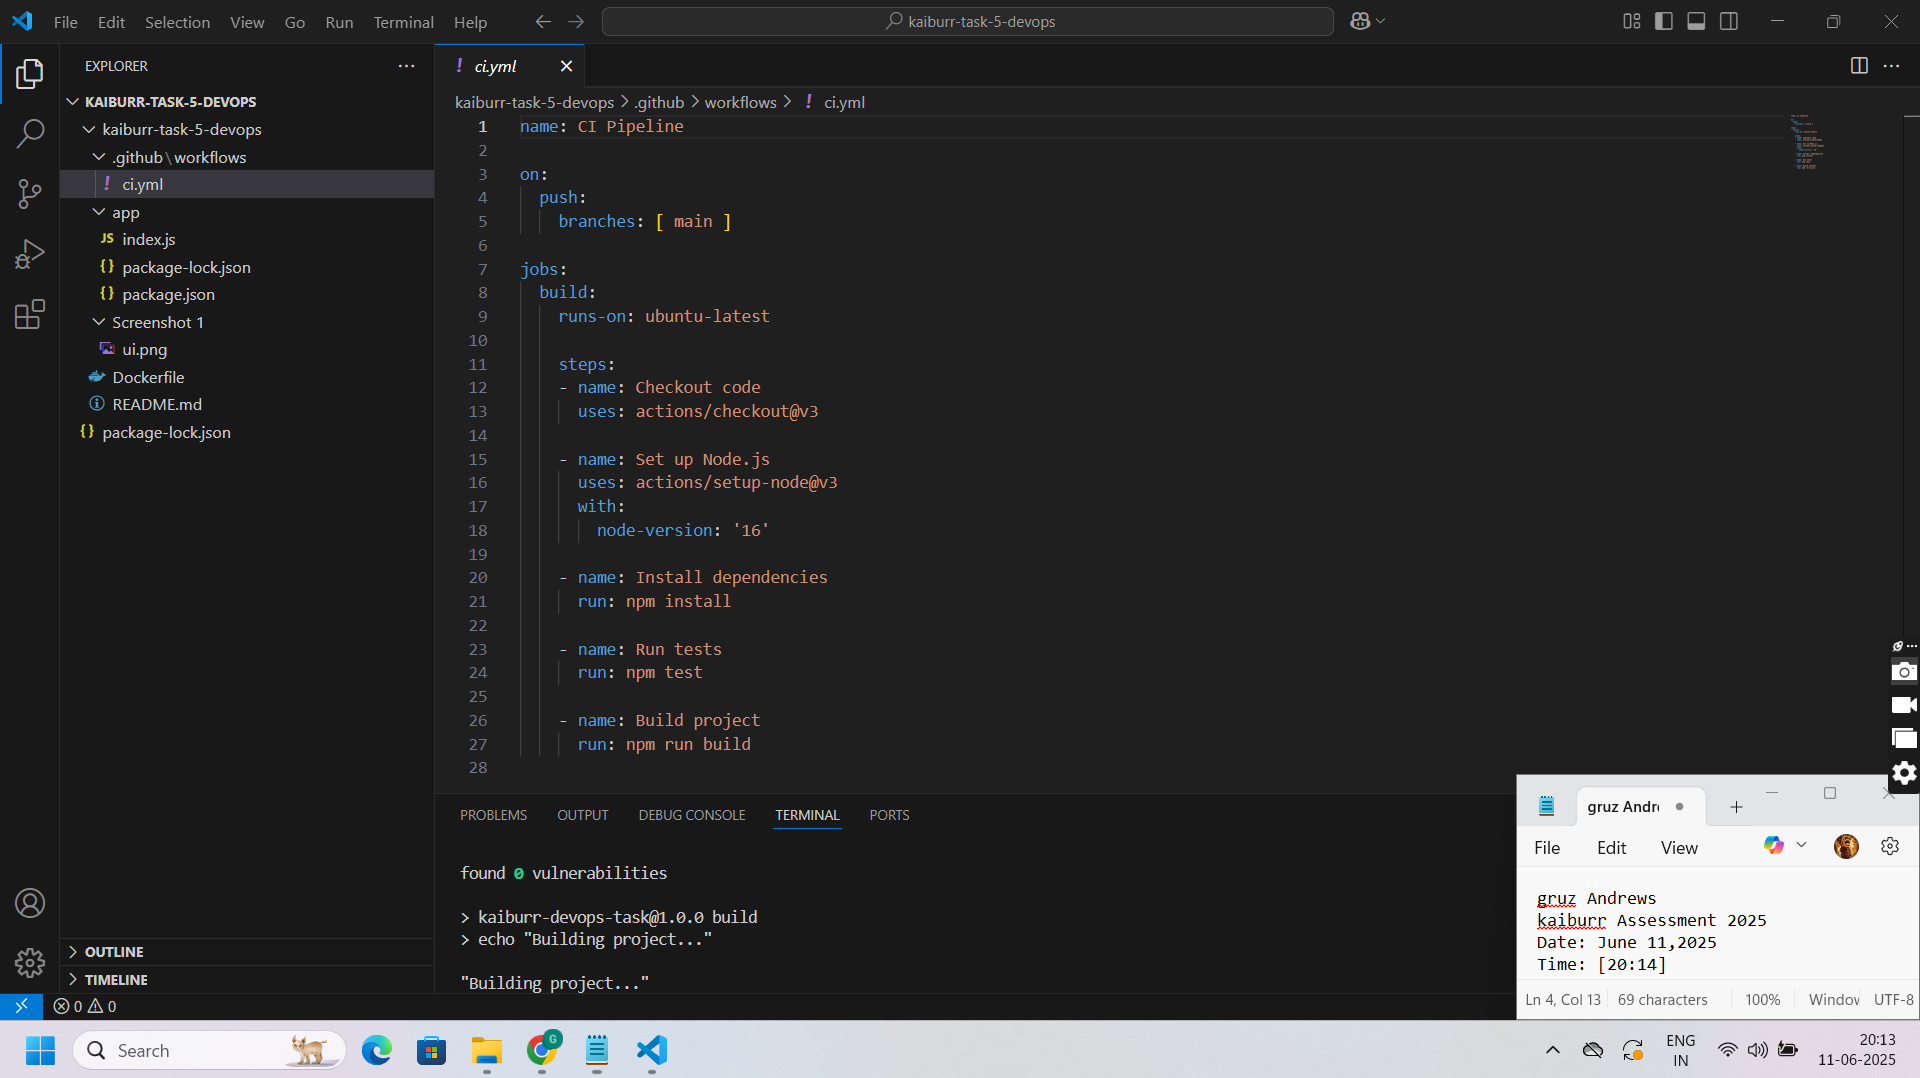 File Edit Selection View Go Run Terminal Help
kaiburr-task-5-devops
EXPLORER
KAIBURR-TASK-5-DEVOPS
kaiburr-task-5-devops
.github\workflows
! ci.yml
app
JS index.js
{} package-lock.json
{} package.json
Screenshot 1
ui.png
Dockerfile
README.md
{} package-lock.json
OUTLINE
TIMELINE
! ci.yml
kaiburr-task-5-devops > .github > workflows > ! ci.yml
1 name: CI Pipeline
2
3 on:
4 push:
5 branches: [ main ]
6
7 jobs:
8 build:
9 runs-on: ubuntu-latest
10
11 steps:
12 - name: Checkout code
13 uses: actions/checkout@v3
14
15 - name: Set up Node.js
16 uses: actions/setup-node@v3
17 with:
18 node-version: '16'
19
20 - name: Install dependencies
21 run: npm install
22
23 - name: Run tests
24 run: npm test
25
26 - name: Build project
27 run: npm run build
28
PROBLEMS OUTPUT DEBUG CONSOLE TERMINAL PORTS
found 0 vulnerabilities
> kaiburr-devops-task@1.0.0 build
> echo "Building project..."
"Building project..."
0 0
gruz Andr
File Edit View
gruz Andrews
kaiburr Assessment 2025
Date: June 11,2025
Time: [20:14]
Ln 4, Col 13 69 characters 100% Window UTF-8
Search
G
ENG
IN
20:13
11-06-2025